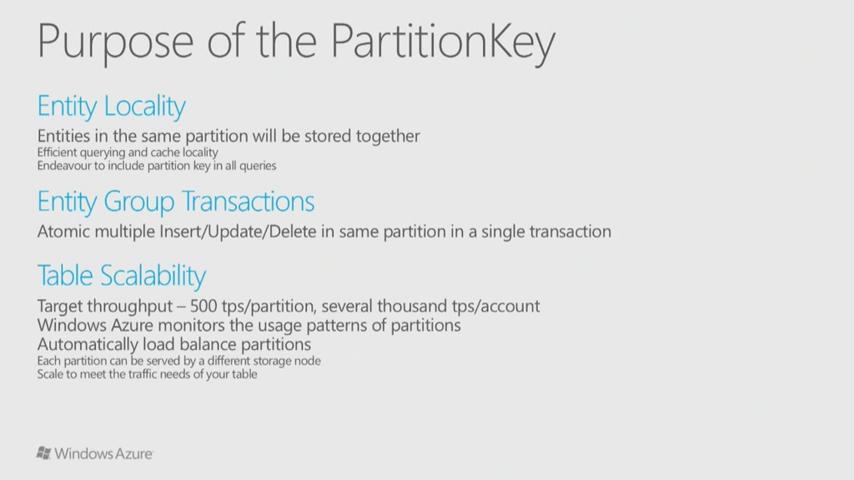 Purpose of the PartitionKey
Entity Locality
Entities in the same partition will be stored together
Efficient querying and cache locality
Endeavour to include partition key in all queries
Entity Group Transactions
Atomic multiple Insert/Update/Delete in same partition in a single transaction
Table Scalability
Target throughput – 500 tps/partition, several thousand tps/account
Windows Azure monitors the usage patterns of partitions
Automatically load balance partitions
Each partition can be served by a different storage node
Scale to meet the traffic needs of your table
Windows Azure